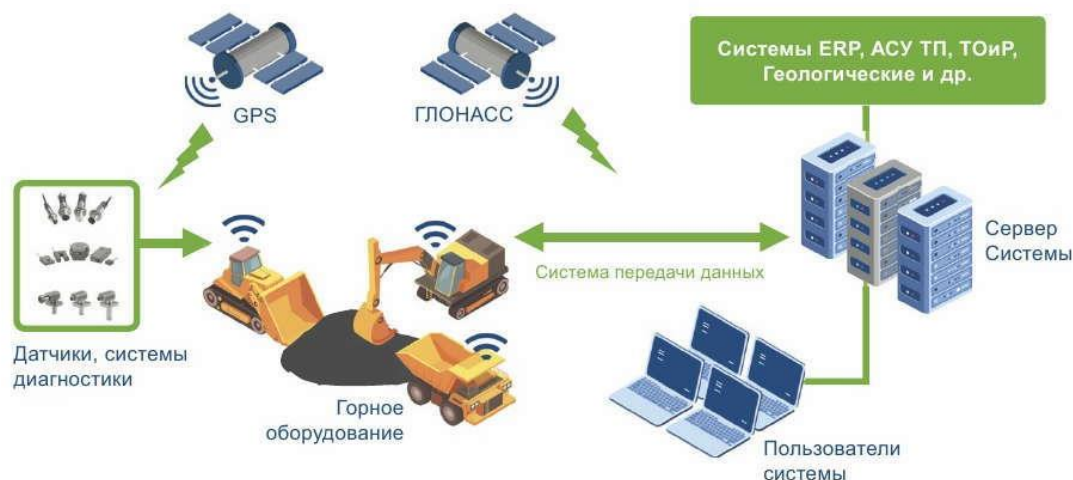 Системы ERP, АСУ ТП, ТОиР,
Геологические и др.
GPS
ГЛОНАСС
Сервер
Системы
Система передачи данных
Датчики, системы
диагностики
Горное
оборудование
Пользователи
системы